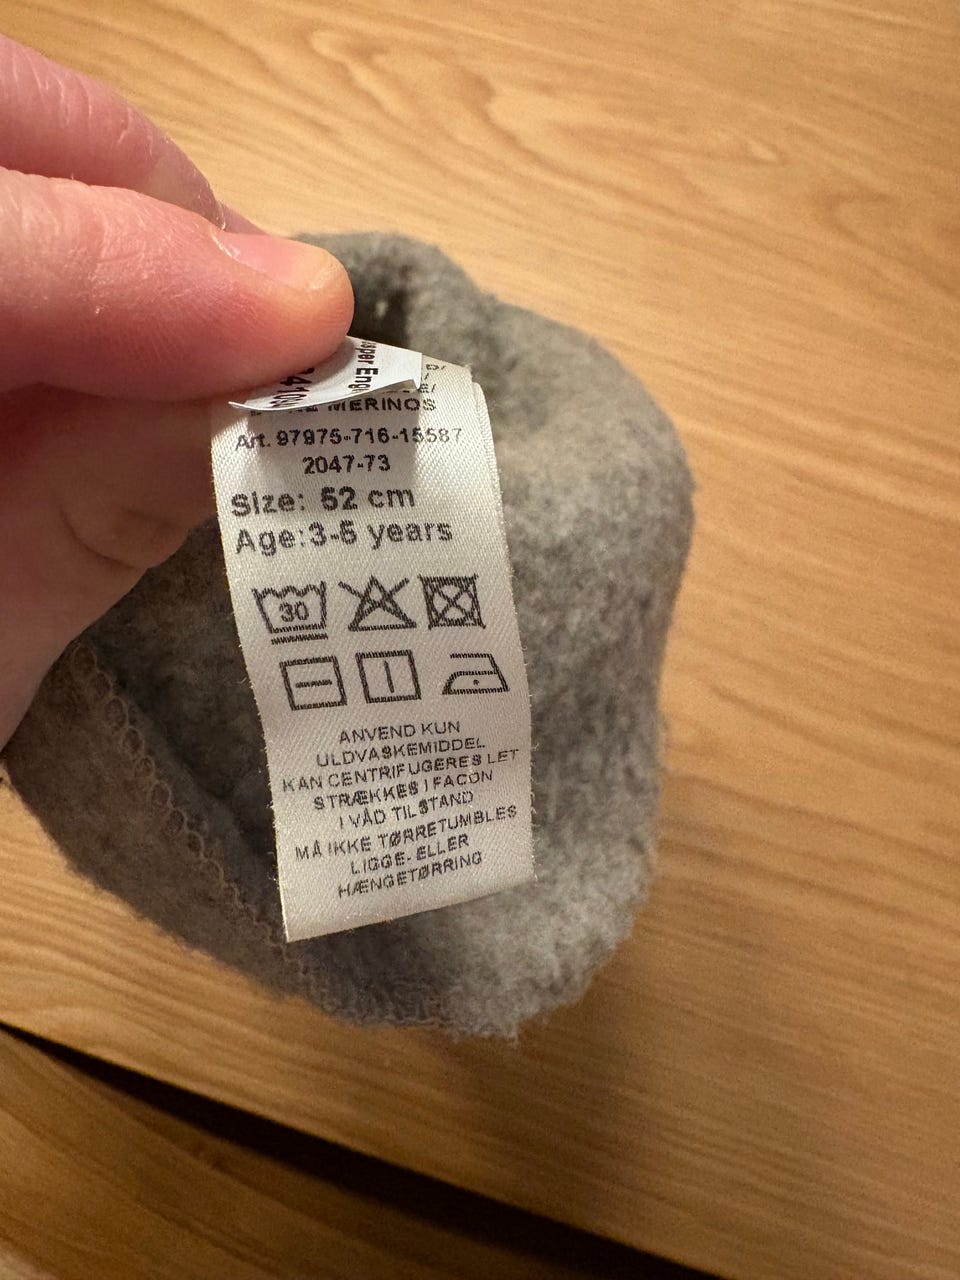 MERINOS
Art. 97975-716-15587
2047-73
Size: 52 cm
Age:3-5 years
30
ANVEND KUN
ULDVASKEMIDDEL
KAN CENTRIFUGERES LET
STRÆKKES I FACON
I VÅD TILSTAND
MÅ IKKE TØRRETUMBLES
LIGGE- ELLER
HÆNGETØRRING